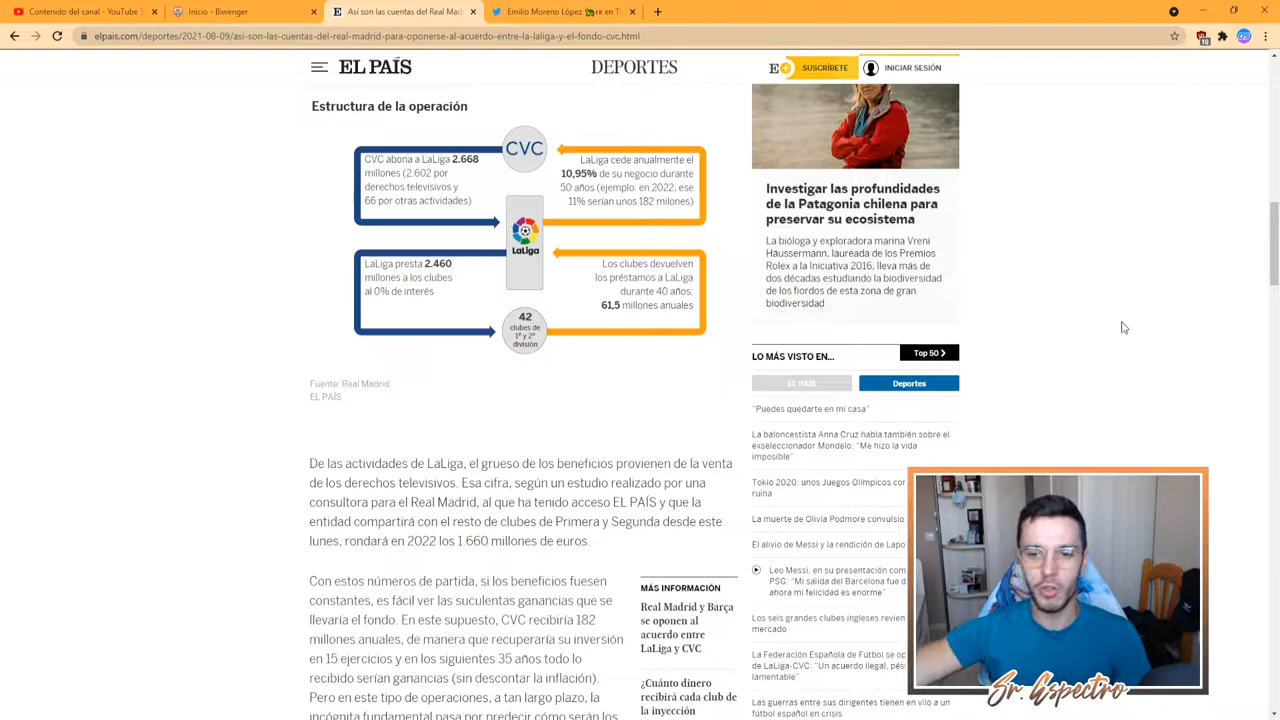 Contenido del canal - YouTube S
Inicio - Biwenger
Así son las cuentas del Real Mad
Emilio Moreno López
en Tw
elpais.com/deportes/2021-08-09/asi-son-las-cuentas-del-real-madrid-para-oponerse-al-acuerdo-entre-la-laliga-y-el-fondo-cvc.html
EL PAÍS
DEPORTES
E+
SUSCRÍBETE
INICIAR SESIÓN
Estructura de la operación
CVC
CVC abona a LaLiga 2.668
millones (2.602 por
derechos televisivos y
66 por otras actividades)
LaLiga cede anualmente el
10,95% de su negocio durante
50 años (ejemplo: en 2022, ese
11% serían unos 182 milones)
LaLiga
LaLiga presta 2.460
millones a los clubes
al 0% de interés
Los clubes devuelven
los préstamos a LaLiga
durante 40 años;
61,5 millones anuales
42
clubes de
1ª y 2ª
división
Fuente: Real Madrid.
EL PAÍS
De las actividades de LaLiga, el grueso de los beneficios provienen de la venta
de los derechos televisivos. Esa cifra, según un estudio realizado por una
consultora para el Real Madrid, al que ha tenido acceso EL PAÍS y que la
entidad compartirá con el resto de clubes de Primera y Segunda desde este
lunes, rondará en 2022 los 1.660 millones de euros.
Con estos números de partida, si los beneficios fuesen
constantes, es fácil ver las suculentas ganancias que se
llevaría el fondo. En este supuesto, CVC recibiría 182
millones anuales, de manera que recuperaría su inversión
en 15 ejercicios y en los siguientes 35 años todo lo
recibido serían ganancias (sin descontar la inflación).
Pero en este tipo de operaciones, a tan largo plazo, la
incógnita fundamental pasa por predecir cómo serán los
MÁS INFORMACIÓN
Real Madrid y Barça
se oponen al
acuerdo entre
LaLiga y CVC
¿Cuánto dinero
recibirá cada club de
la inyección
Investigar las profundidades
de la Patagonia chilena para
preservar su ecosistema
La bióloga y exploradora marina Vreni
Häussermann, laureada de los Premios
Rolex a la Iniciativa 2016, lleva más de
dos décadas estudiando la biodiversidad
de los fiordos de esta zona de gran
biodiversidad
LO MÁS VISTO EN...
Top 50
EL PAÍS
Deportes
"Puedes quedarte en mi casa"
La baloncestista Anna Cruz habla también sobre el
exseleccionador Mondelo: "Me hizo la vida
imposible"
Tokio 2020: unos Juegos Olímpicos cor
ruina
La muerte de Olivia Podmore convulsio
El alivio de Messi y la rendición de Lapo
Leo Messi, en su presentación com
PSG: "Mi salida del Barcelona fue d
ahora mi felicidad es enorme"
Los seis grandes clubes ingleses revien
mercado
La Federación Española de Fútbol se op
de LaLiga-CVC: "Un acuerdo ilegal, pési
lamentable"
Las guerras entre sus dirigentes tienen en vilo a un
fútbol español en crisis
Sr. Espectro